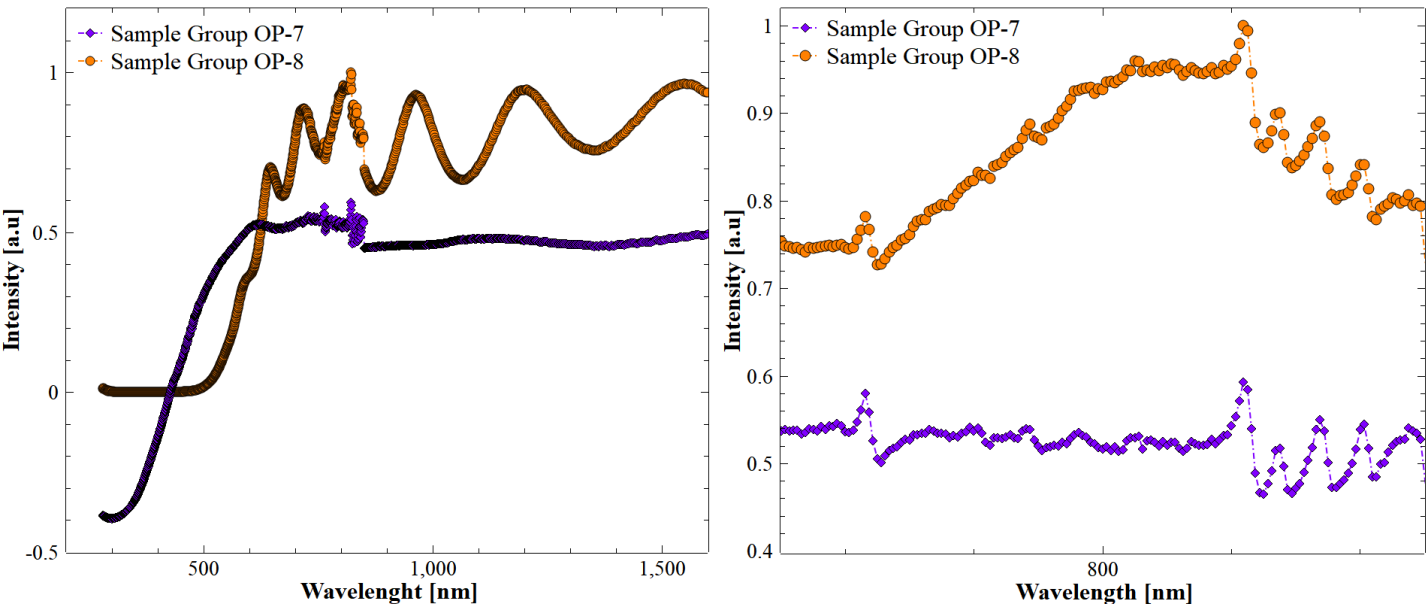 Sample Group OP-7
Sample Group OP-8
1
0.5
0
-0.5
500
1,000
1,500
Intensity [a.u]
Wavelenght [nm]
Sample Group OP-7
Sample Group OP-8
1
0.9
0.8
0.7
0.6
0.5
0.4
800
Intensity [a.u]
Wavelength [nm]